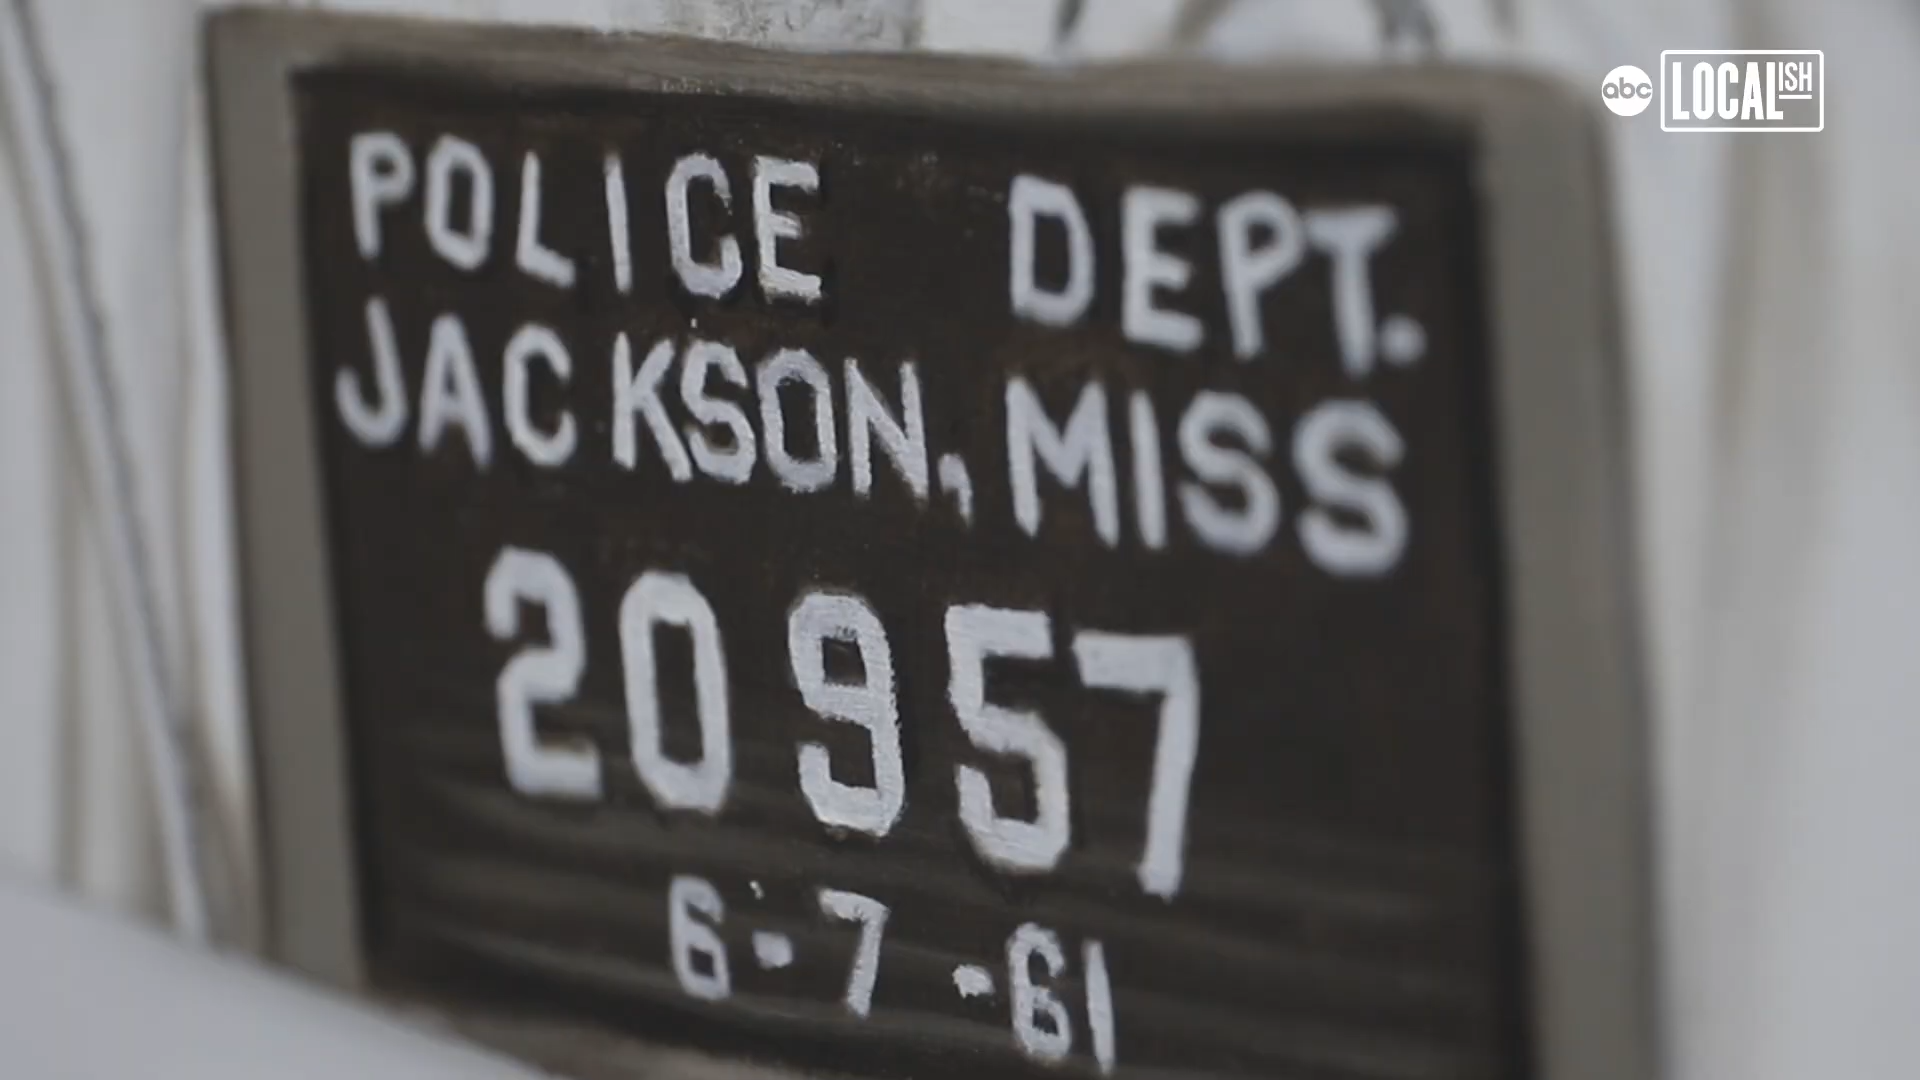 abc LOCALISH
POLICE DEPT.
JACKSON, MISS
20957
6-7-61